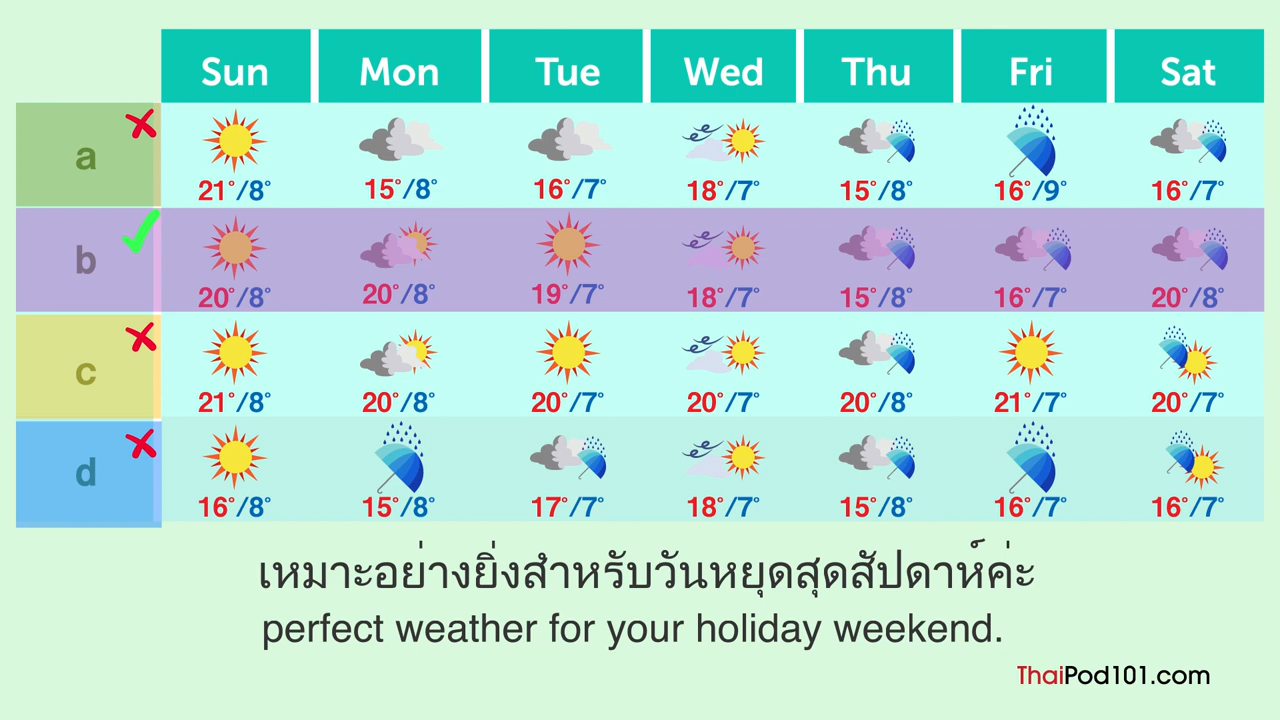 Sun Mon Tue Wed Thu Fri Sat
a
21°/8° 15°/8° 16°/7° 18°/7° 15°/8° 16°/9° 16°/7°
b
20°/8° 20°/8° 19°/7° 18°/7° 15°/8° 16°/7° 20°/8°
c
21°/8° 20°/8° 20°/7° 20°/7° 20°/8° 21°/7° 20°/7°
d
16°/8° 15°/8° 17°/7° 18°/7° 15°/8° 16°/7° 16°/7°
เหมาะอย่างยิ่งสำหรับวันหยุดสุดสัปดาห์ค่ะ
perfect weather for your holiday weekend.
ThaiPod101.com